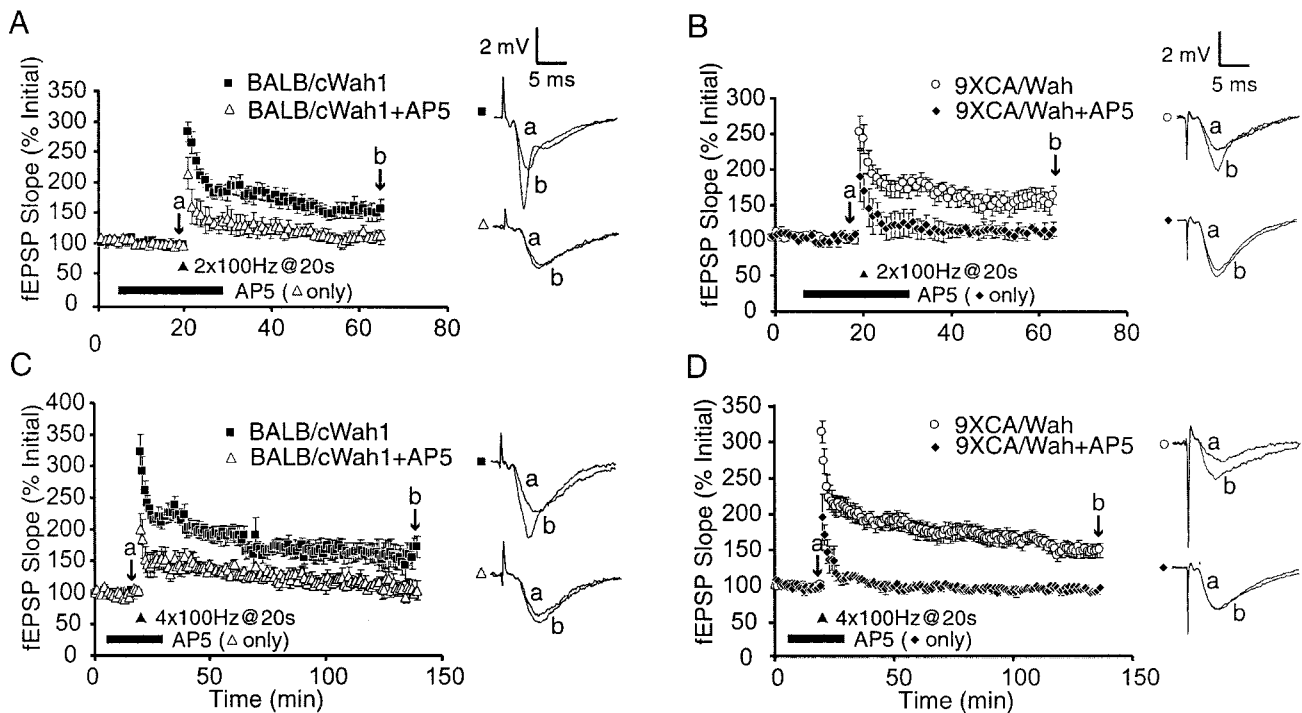 A
fEPSP Slope (% Initial)
350
300
250
200
150
100
50
0
■ BALB/cWah1
△ BALB/cWah1+AP5
a
b
▲ 2x100Hz@20s
AP5 (△ only)
0 20 40 60 80
2 mV
5 ms
■
a
b
△
a
b
B
fEPSP Slope (% Initial)
300
250
200
150
100
50
0
○ 9XCA/Wah
◆ 9XCA/Wah+AP5
a
b
▲ 2x100Hz@20s
AP5 (◆ only)
0 20 40 60 80
2 mV
5 ms
○
a
b
◆
a
b
C
fEPSP Slope (% Initial)
400
350
300
250
200
150
100
50
0
■ BALB/cWah1
△ BALB/cWah1+AP5
a
b
▲ 4x100Hz@20s
AP5 (△ only)
0 50 100 150
Time (min)
■
a
b
△
a
b
D
fEPSP Slope (% Initial)
350
300
250
200
150
100
50
0
○ 9XCA/Wah
◆ 9XCA/Wah+AP5
a
b
▲ 4x100Hz@20s
AP5 (◆ only)
0 50 100 150
Time (min)
○
a
b
◆
a
b